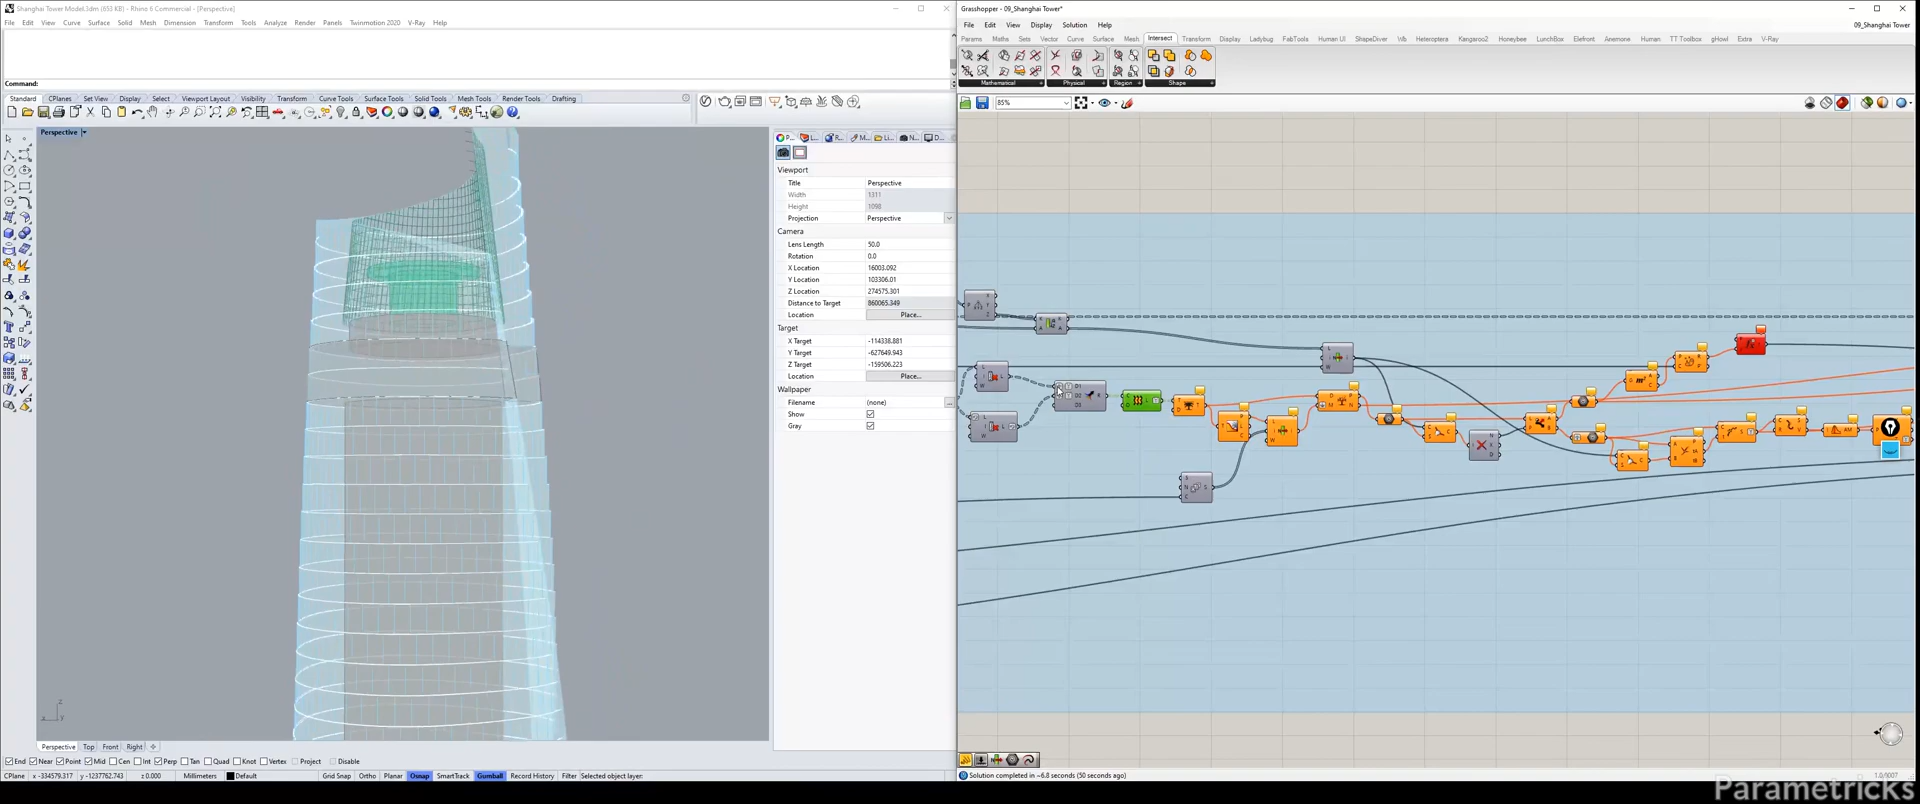 Shanghai Tower Model.3dm (653 KB) - Rhino 6 Commercial - [Perspective]
File Edit View Curve Surface Solid Mesh Dimension Transform Tools Analyze Render Panels Twinmotion 2020 V-Ray Help
Command:
Standard CPlanes Set View Display Select Viewport Layout Visibility Transform Curve Tools Surface Tools Solid Tools Mesh Tools Render Tools Drafting
Perspective
P... L... R... M... Li... N... D...
Viewport
Title Perspective
Width 1311
Height 1098
Projection Perspective
Camera
Lens Length 50.0
Rotation 0.0
X Location 16003.092
Y Location 103306.01
Z Location 274575.301
Distance to Target 860065.349
Location Place...
Target
X Target -114338.881
Y Target -627649.943
Z Target -159506.223
Location Place...
Wallpaper
Filename (none) ...
Show
Gray
z
x y
Perspective Top Front Right
End Near Point Mid Cen Int Perp Tan Quad Knot Vertex Project Disable
CPlane x -334579.317 y -1237762.743 z 0.000 Millimeters Default Grid Snap Ortho Planar Osnap SmartTrack Gumball Record History Filter Selected object layer:
Grasshopper - 09_Shanghai Tower*
File Edit View Display Solution Help 09_Shanghai Tower
Params Maths Sets Vector Curve Surface Mesh Intersect Transform Display Ladybug FabTools Human UI ShapeDiver Wb Heteroptera Kangaroo2 Honeybee LunchBox Elefront Anemone Human TT Toolbox gHowl Extra V-Ray
Mathematical Physical Region Shape
85%
D1
D2
D3
Solution completed in ~6.8 seconds (50 seconds ago)
1.0.0007
Parametricks